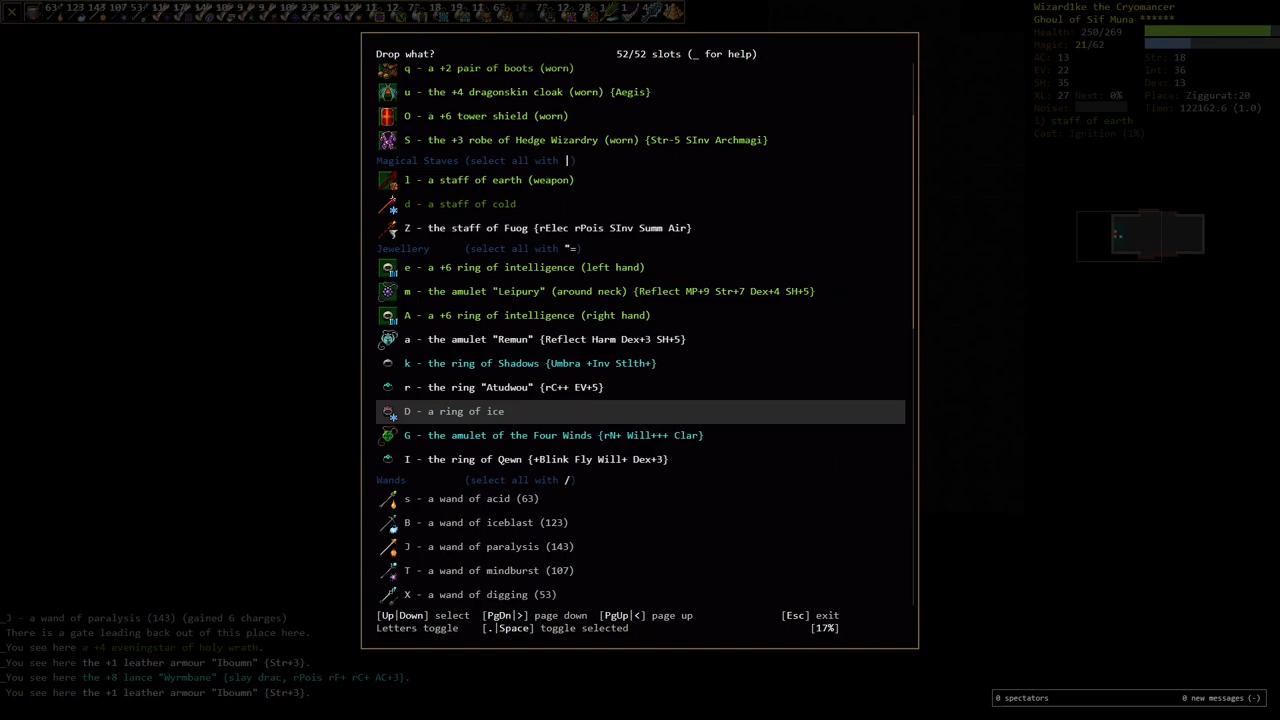 Wizard1ke the Cryomancer
Ghoul of Sif Muna ******
Health: 250/269
Magic: 21/62
AC: 13 Str: 18
EV: 22 Int: 36
SH: 35 Dex: 13
XL: 27 Next: 0% Place: Ziggurat:20
Noise: Time: 122162.6 (1.0)
l) staff of earth
Cast: Ignition (1%)
Drop what? 52/52 slots (_ for help)
q - a +2 pair of boots (worn)
u - the +4 dragonskin cloak (worn) {Aegis}
O - a +6 tower shield (worn)
S - the +3 robe of Hedge Wizardry (worn) {Str-5 SInv Archmagi}
Magical Staves (select all with |)
l - a staff of earth (weapon)
d - a staff of cold
Z - the staff of Fuog {rElec rPois SInv Summ Air}
Jewellery (select all with "=)
e - a +6 ring of intelligence (left hand)
m - the amulet "Leipury" (around neck) {Reflect MP+9 Str+7 Dex+4 SH+5}
A - a +6 ring of intelligence (right hand)
a - the amulet "Remun" {Reflect Harm Dex+3 SH+5}
k - the ring of Shadows {Umbra +Inv Stlth+}
r - the ring "Atudwou" {rC++ EV+5}
D - a ring of ice
G - the amulet of the Four Winds {rN+ Will+++ Clar}
I - the ring of Qewn {+Blink Fly Will+ Dex+3}
Wands (select all with /)
s - a wand of acid (63)
B - a wand of iceblast (123)
J - a wand of paralysis (143)
T - a wand of mindburst (107)
X - a wand of digging (53)
[Up|Down] select [PgDn|>] page down [PgUp|<] page up [Esc] exit
Letters toggle [.|Space] toggle selected [17%]
_J - a wand of paralysis (143) (gained 6 charges)
There is a gate leading back out of this place here.
_You see here a +4 eveningstar of holy wrath.
_You see here the +1 leather armour "Iboumn" {Str+3}.
_You see here the +8 lance "Wyrmbane" {slay drac, rPois rF+ rC+ AC+3}.
_You see here the +1 leather armour "Iboumn" {Str+3}.
0 spectators 0 new messages (-)